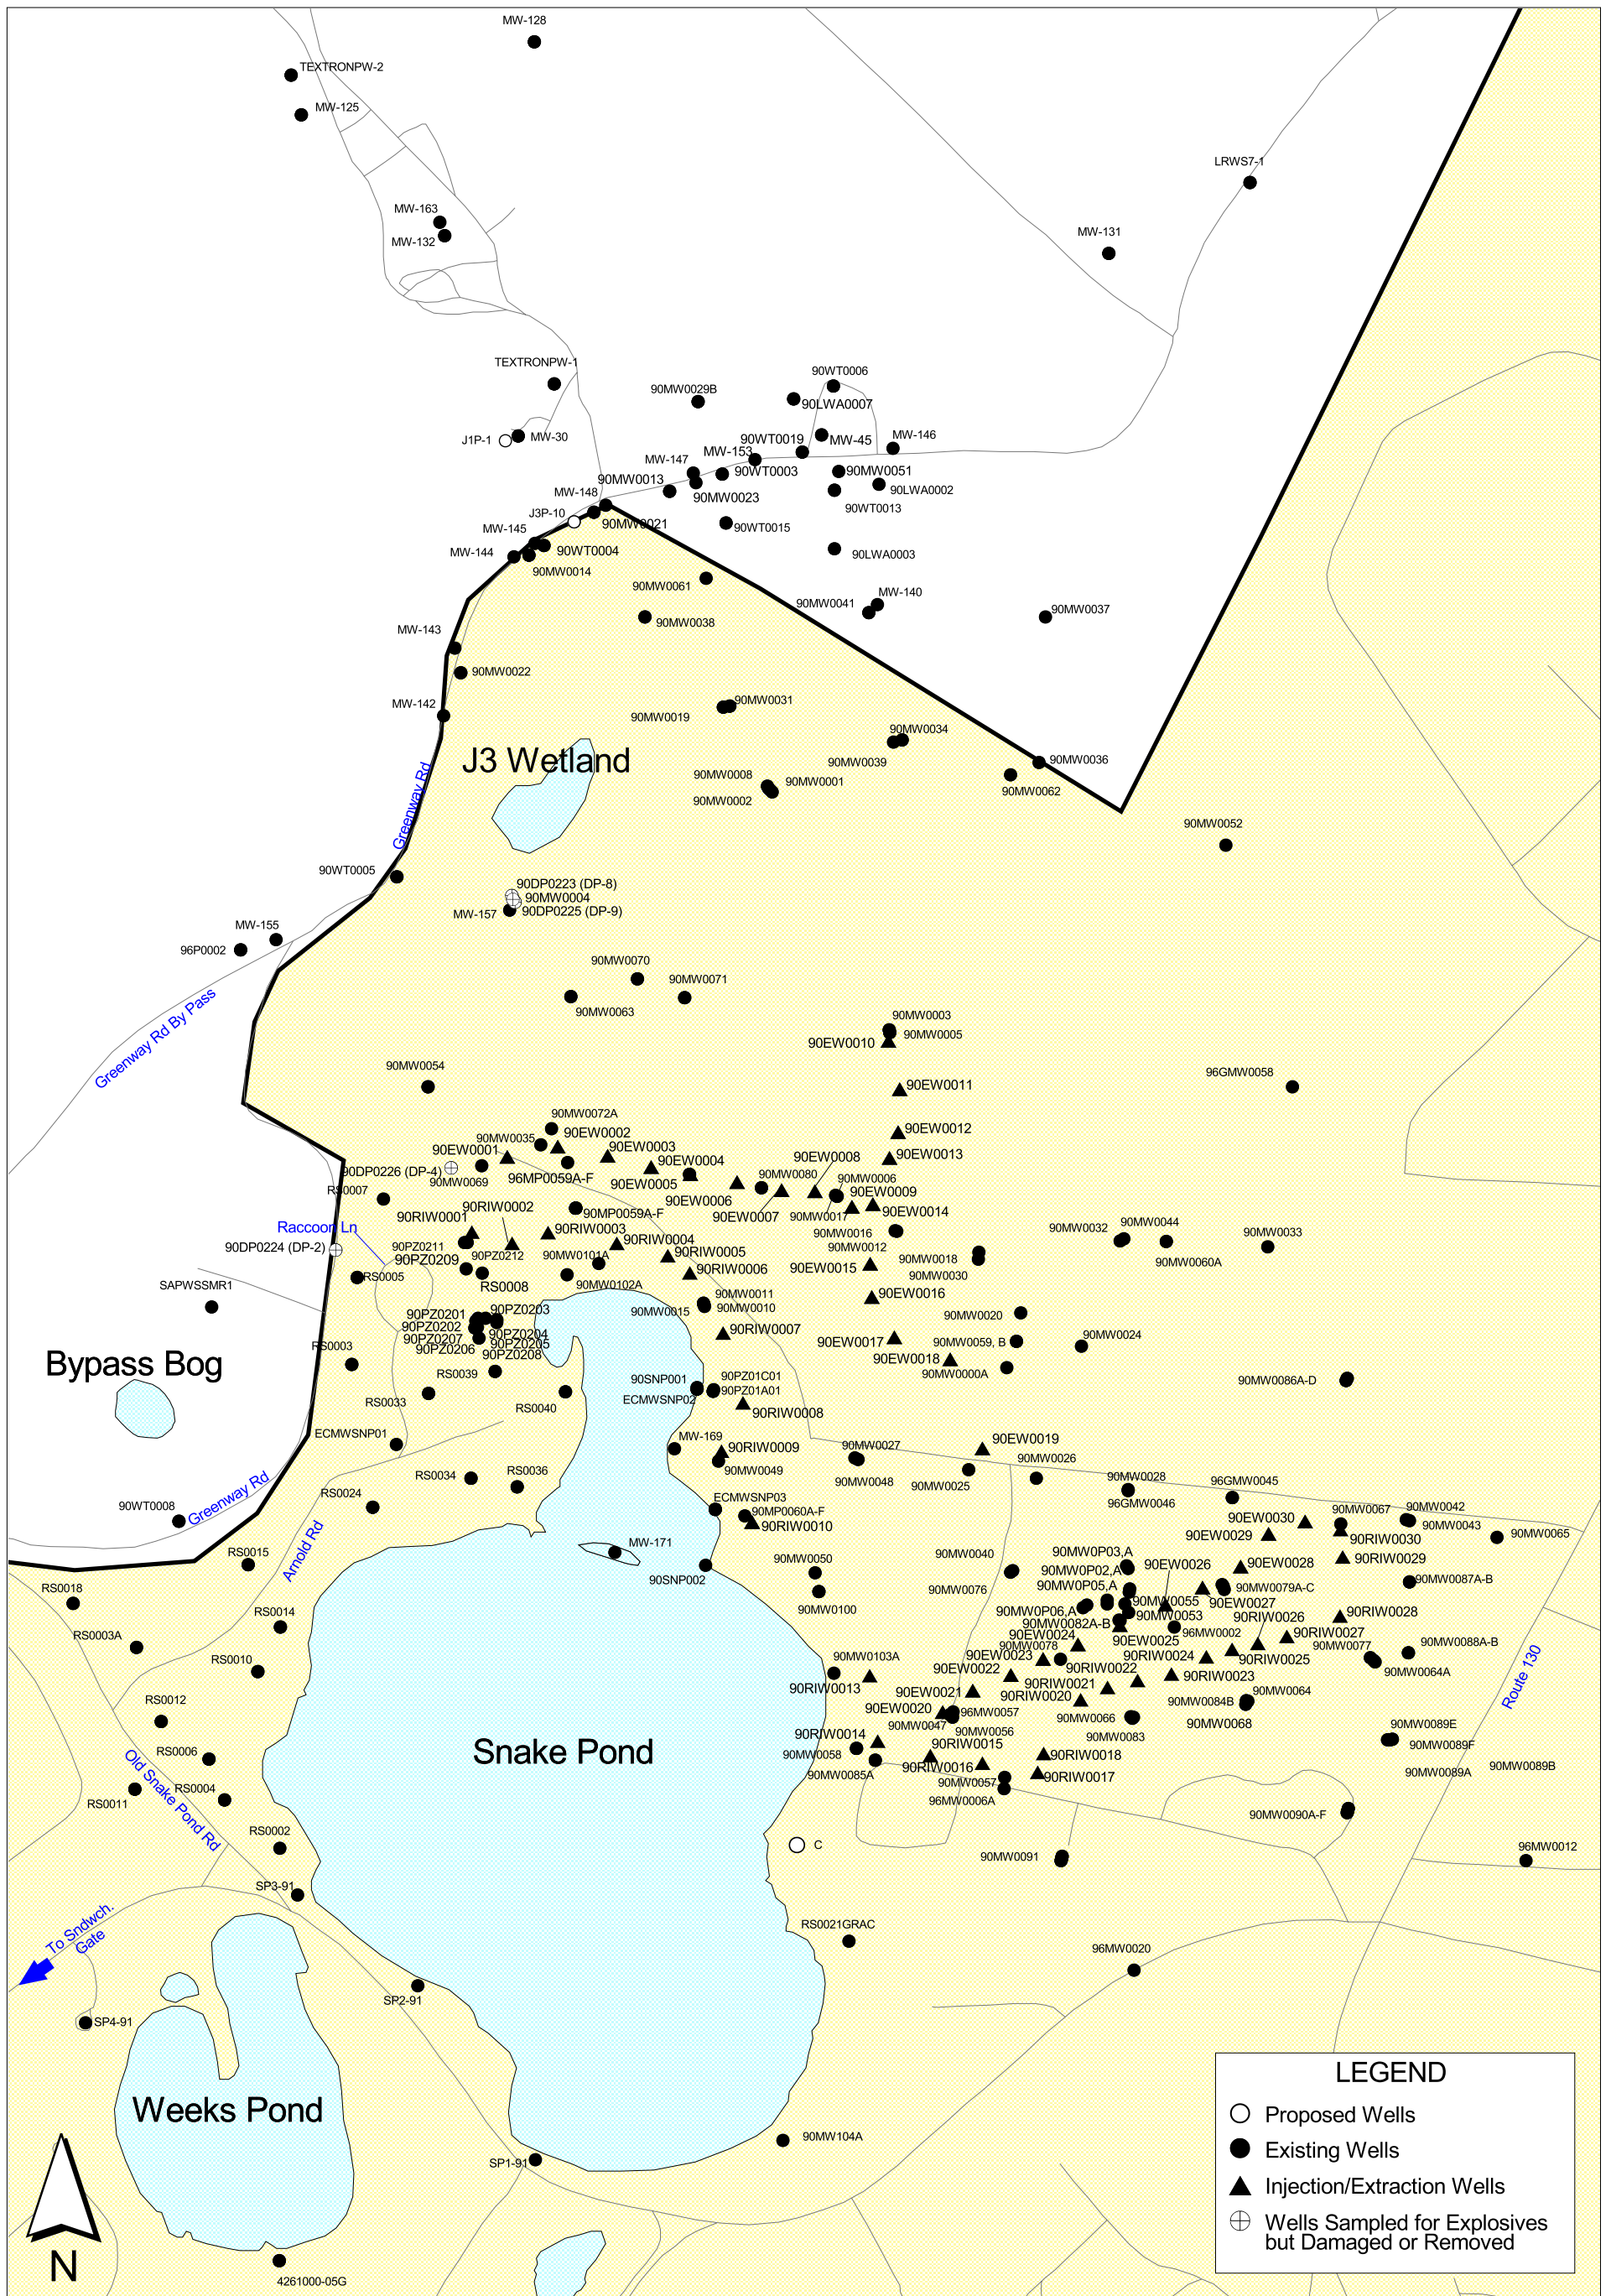 MW-128
TEXTRONPW-2
MW-125
LRWS7-1
MW-163
MW-132
MW-131
TEXTRONPW-1
90WT0006
90MW0029B
90LWA0007
J1P-1
MW-30
90WT0019
MW-45
MW-146
MW-153
MW-147
90WT0003
90MW0051
90MW0013
90LWA0002
MW-148
90MW0023
90WT0013
J3P-10
90MW0021
90WT0015
MW-145
MW-144
90WT0004
90MW0014
90LWA0003
90MW0061
90MW0041
MW-140
90MW0038
90MW0037
MW-143
90MW0022
MW-142
90MW0031
90MW0019
90MW0034
J3 Wetland
90MW0039
90MW0036
90MW0008
90MW0001
90MW0002
90MW0062
Greenway Rd
90MW0052
90WT0005
90DP0223 (DP-8)
90MW0004
MW-157
90DP0225 (DP-9)
MW-155
96P0002
90MW0070
90MW0071
90MW0063
Greenway Rd By Pass
90MW0003
90MW0005
90EW0010
90MW0054
90EW0011
96GMW0058
90MW0072A
90EW0012
90MW0035
90EW0002
90EW0001
90EW0003
90EW0008
90EW0013
90DP0226 (DP-4)
90EW0004
90MW0069
96MP0059A-F
90EW0005
90MW0080
90MW0006
RS0007
90EW0006
90EW0009
90RIW0002
90MP0059A-F
90EW0007
90MW0017
90EW0014
90RIW0001
Raccoon Ln
90RIW0003
90MW0016
90MW0032
90MW0044
90MW0033
90DP0224 (DP-2)
90PZ0211
90PZ0212
90RIW0004
90MW0012
90PZ0209
90MW0101A
90RIW0005
90MW0018
90MW0060A
90RIW0006
90EW0015
90MW0030
RS0005
RS0008
90MW0102A
SAPWSSMR1
90MW0011
90EW0016
90MW0015
90MW0010
90PZ0201
90PZ0203
90MW0020
90PZ0202
90PZ0204
90RIW0007
90PZ0207
90PZ0205
90EW0017
90MW0059, B
90MW0024
90PZ0206
90PZ0208
RS0003
90EW0018
Bypass Bog
RS0039
90MW0000A
90SNP001
90PZ01C01
90MW0086A-D
ECMWSNP02
90PZ01A01
RS0033
RS0040
90RIW0008
ECMWSNP01
MW-169
90RIW0009
90MW0027
90EW0019
90MW0049
90MW0026
RS0034
RS0036
90MW0048
90MW0025
90MW0028
96GMW0045
Greenway Rd
RS0024
ECMWSNP03
96GMW0046
90WT0008
90MP0060A-F
90MW0067
90MW0042
90RIW0010
90EW0030
90MW0043
90EW0029
90RIW0030
90MW0065
Arnold Rd
MW-171
RS0015
90MW0P03,A
90RIW0029
90MW0040
90EW0026
90EW0028
90MW0050
90MW0P02,A
90SNP002
90MW0076
90MW0P05,A
90MW0079A-C
90MW0087A-B
RS0018
90MW0100
90MW0055
90EW0027
90MW0P06,A
90MW0053
90RIW0026
90RIW0028
RS0014
90MW0082A-B
96MW0002
90EW0024
90EW0025
90RIW0027
RS0003A
90MW0078
90MW0077
90MW0088A-B
90EW0023
90RIW0024
90RIW0025
RS0010
90MW0103A
90EW0022
90RIW0022
90MW0064A
90RIW0013
90RIW0021
90RIW0023
90EW0021
90RIW0020
90MW0064
RS0012
90EW0020
96MW0057
90MW0084B
90MW0047
90MW0066
90MW0068
Route 130
90MW0056
90MW0083
90RIW0014
90RIW0015
90MW0089E
Snake Pond
90MW0058
90RIW0018
90MW0089F
RS0006
90MW0085A
90RIW0016
90MW0089A
90MW0089B
Old Snake Pond Rd
90MW0057
90RIW0017
RS0011
RS0004
96MW0006A
90MW0090A-F
RS0002
C
96MW0012
90MW0091
SP3-91
To Sndwch.
Gate
RS0021GRAC
96MW0020
SP2-91
SP4-91
LEGEND
Weeks Pond
Proposed Wells
90MW104A
Existing Wells
SP1-91
Injection/Extraction Wells
Wells Sampled for Explosives
but Damaged or Removed
N
4261000-05G